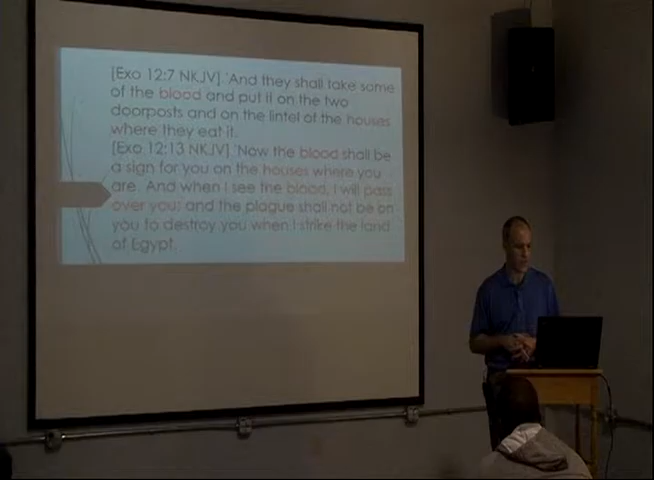 [Exo 12:7 NKJV] 'And they shall take some
of the blood and put it on the two
doorposts and on the lintel of the houses
where they eat it.
[Exo 12:13 NKJV] 'Now the blood shall be
a sign for you on the houses where you
are. And when I see the blood, I will pass
over you; and the plague shall not be on
you to destroy you when I strike the land
of Egypt.